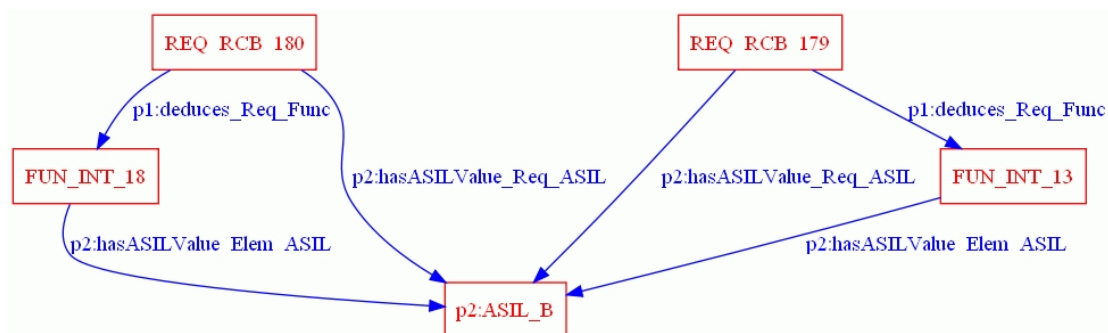 REQ RCB 180
REQ RCB 179
p1:deduces_Req_Func
p1:deduces_Req_Func
FUN_INT_18
p2:hasASILValue_Req_ASIL
p2:hasASILValue_Req_ASIL
FUN_INT_13
p2:hasASILValue Elem ASIL
p2:hasASILValue Elem ASIL
p2:ASIL_B